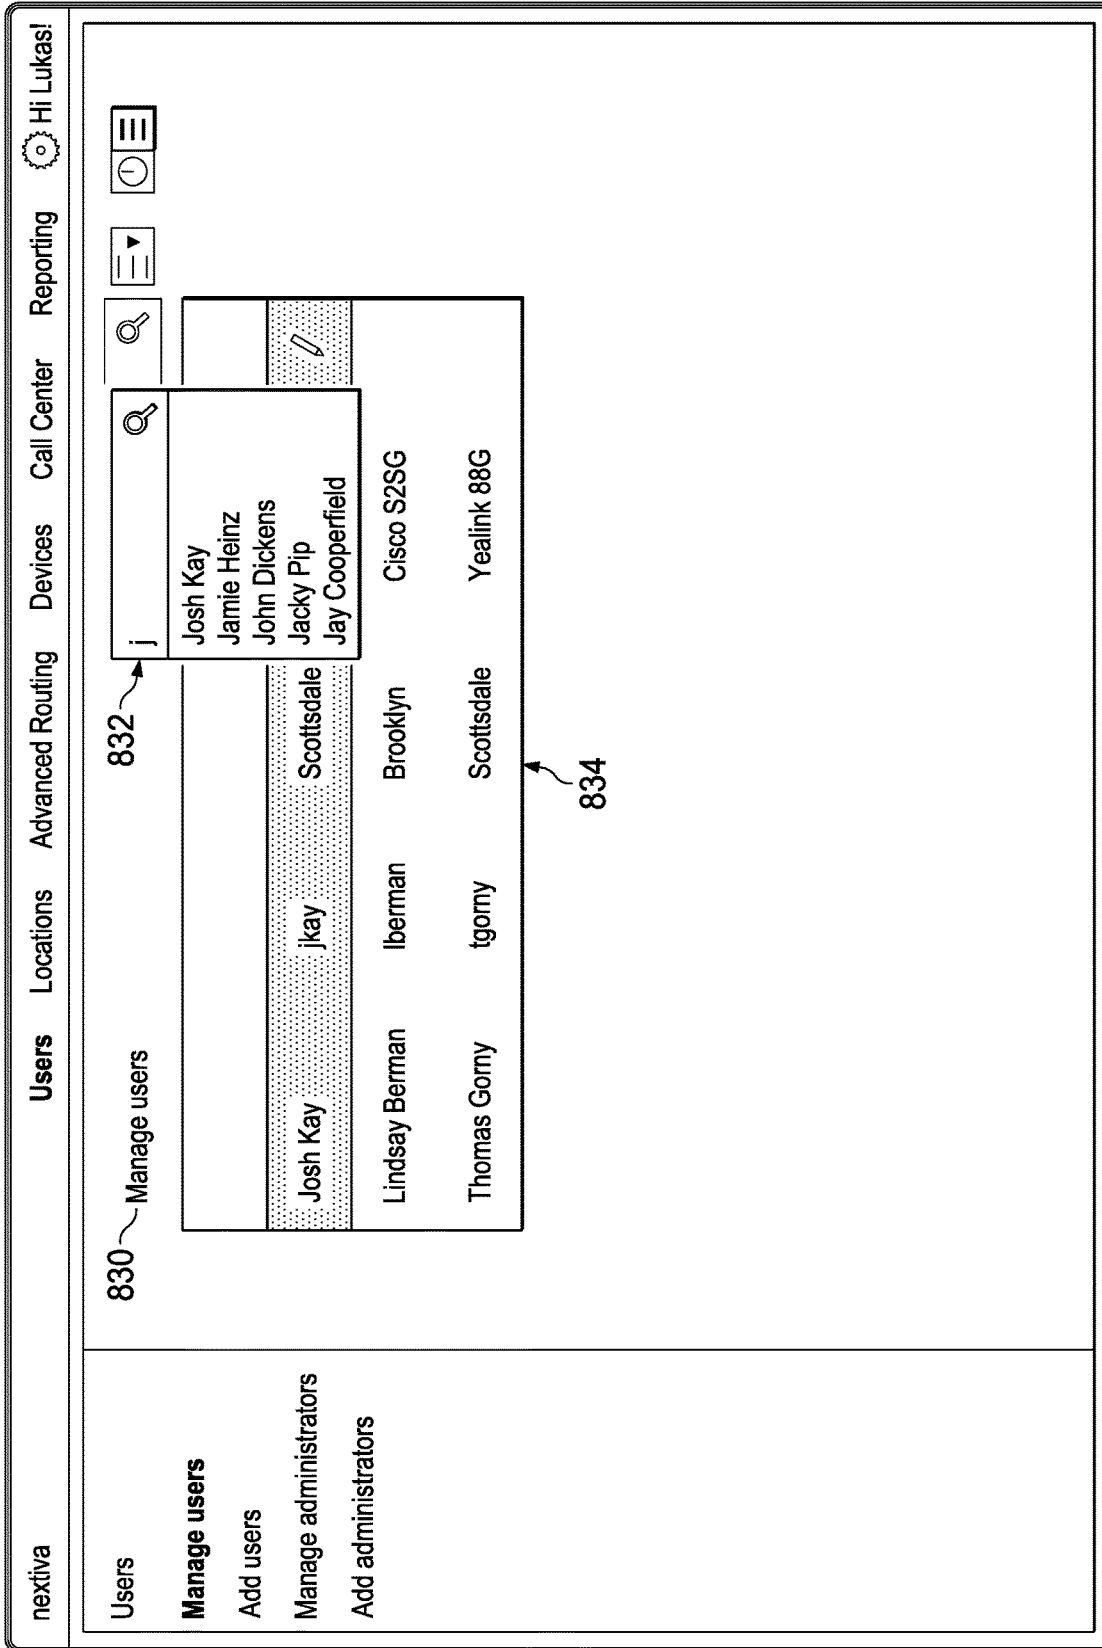 nextiva Users Locations Advanced Routing Devices Call Center Reporting Hi Lukas!
Users
Manage users
Add users
Manage administrators
Add administrators
830 Manage users
832
j
Josh Kay
Jamie Heinz
John Dickens
Jacky Pip
Jay Cooperfield
Josh Kay jkay Scottsdale
Lindsay Berman lberman Brooklyn Cisco S2SG
Thomas Gorny tgorny Scottsdale Yealink 88G
834